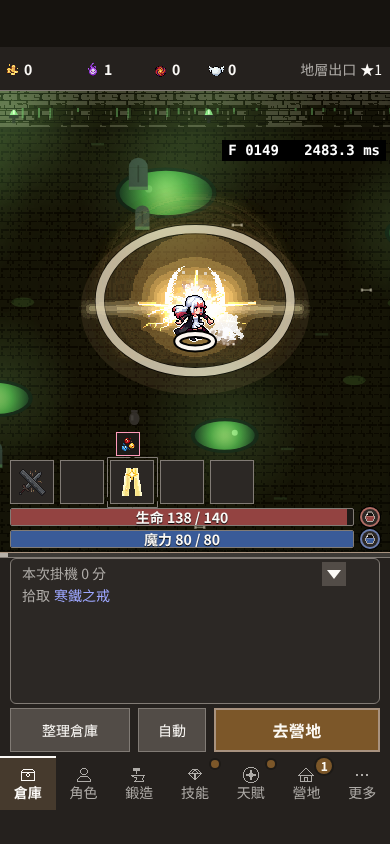 0 1 0 0 地層出口 ★1
F 0149 2483.3 ms
生命 138 / 140
魔力 80 / 80
本次掛機 0 分
拾取 寒鐵之戒
整理倉庫 自動 去營地
1
倉庫 角色 鍛造 技能 天賦 營地 更多